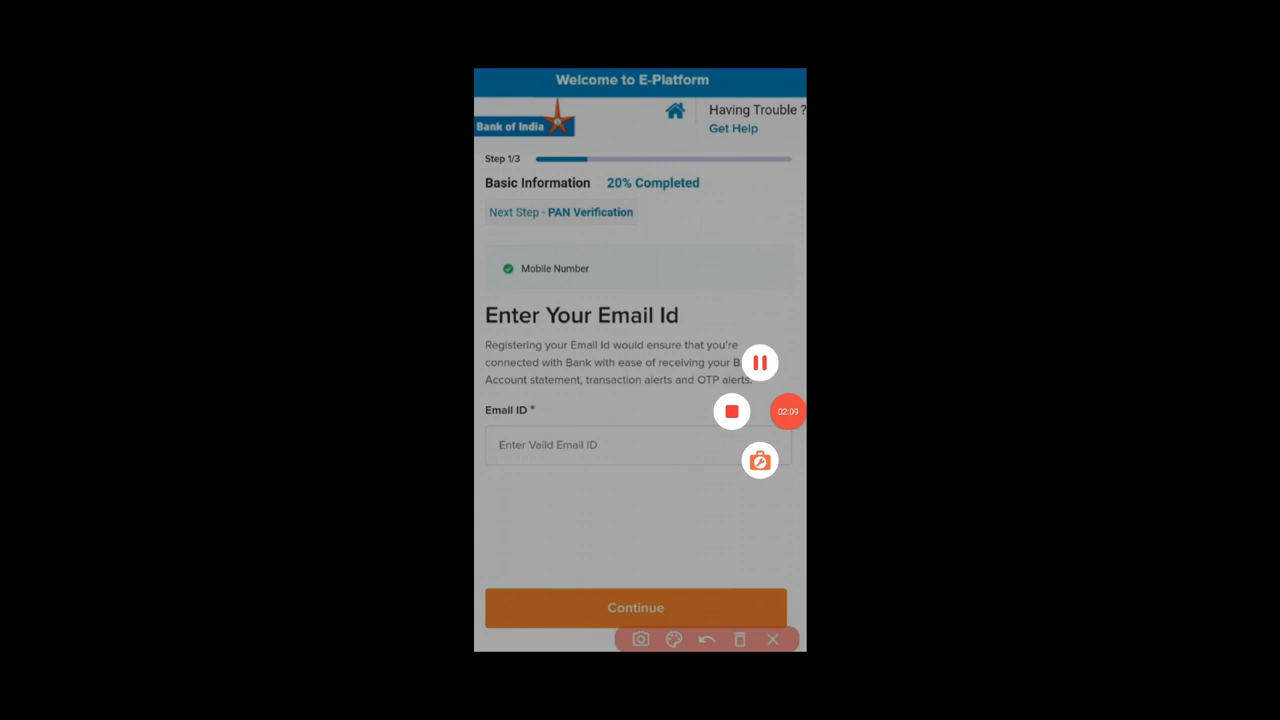 Welcome to E-Platform
Bank of India
Having Trouble ?
Get Help
Step 1/3
Basic Information 20% Completed
Next Step - PAN Verification
Mobile Number
Enter Your Email Id
Registering your Email Id would ensure that you're
connected with Bank with ease of receiving your B
Account statement, transaction alerts and OTP alerts.
Email ID *
02:09
Enter Vaild Email ID
Continue